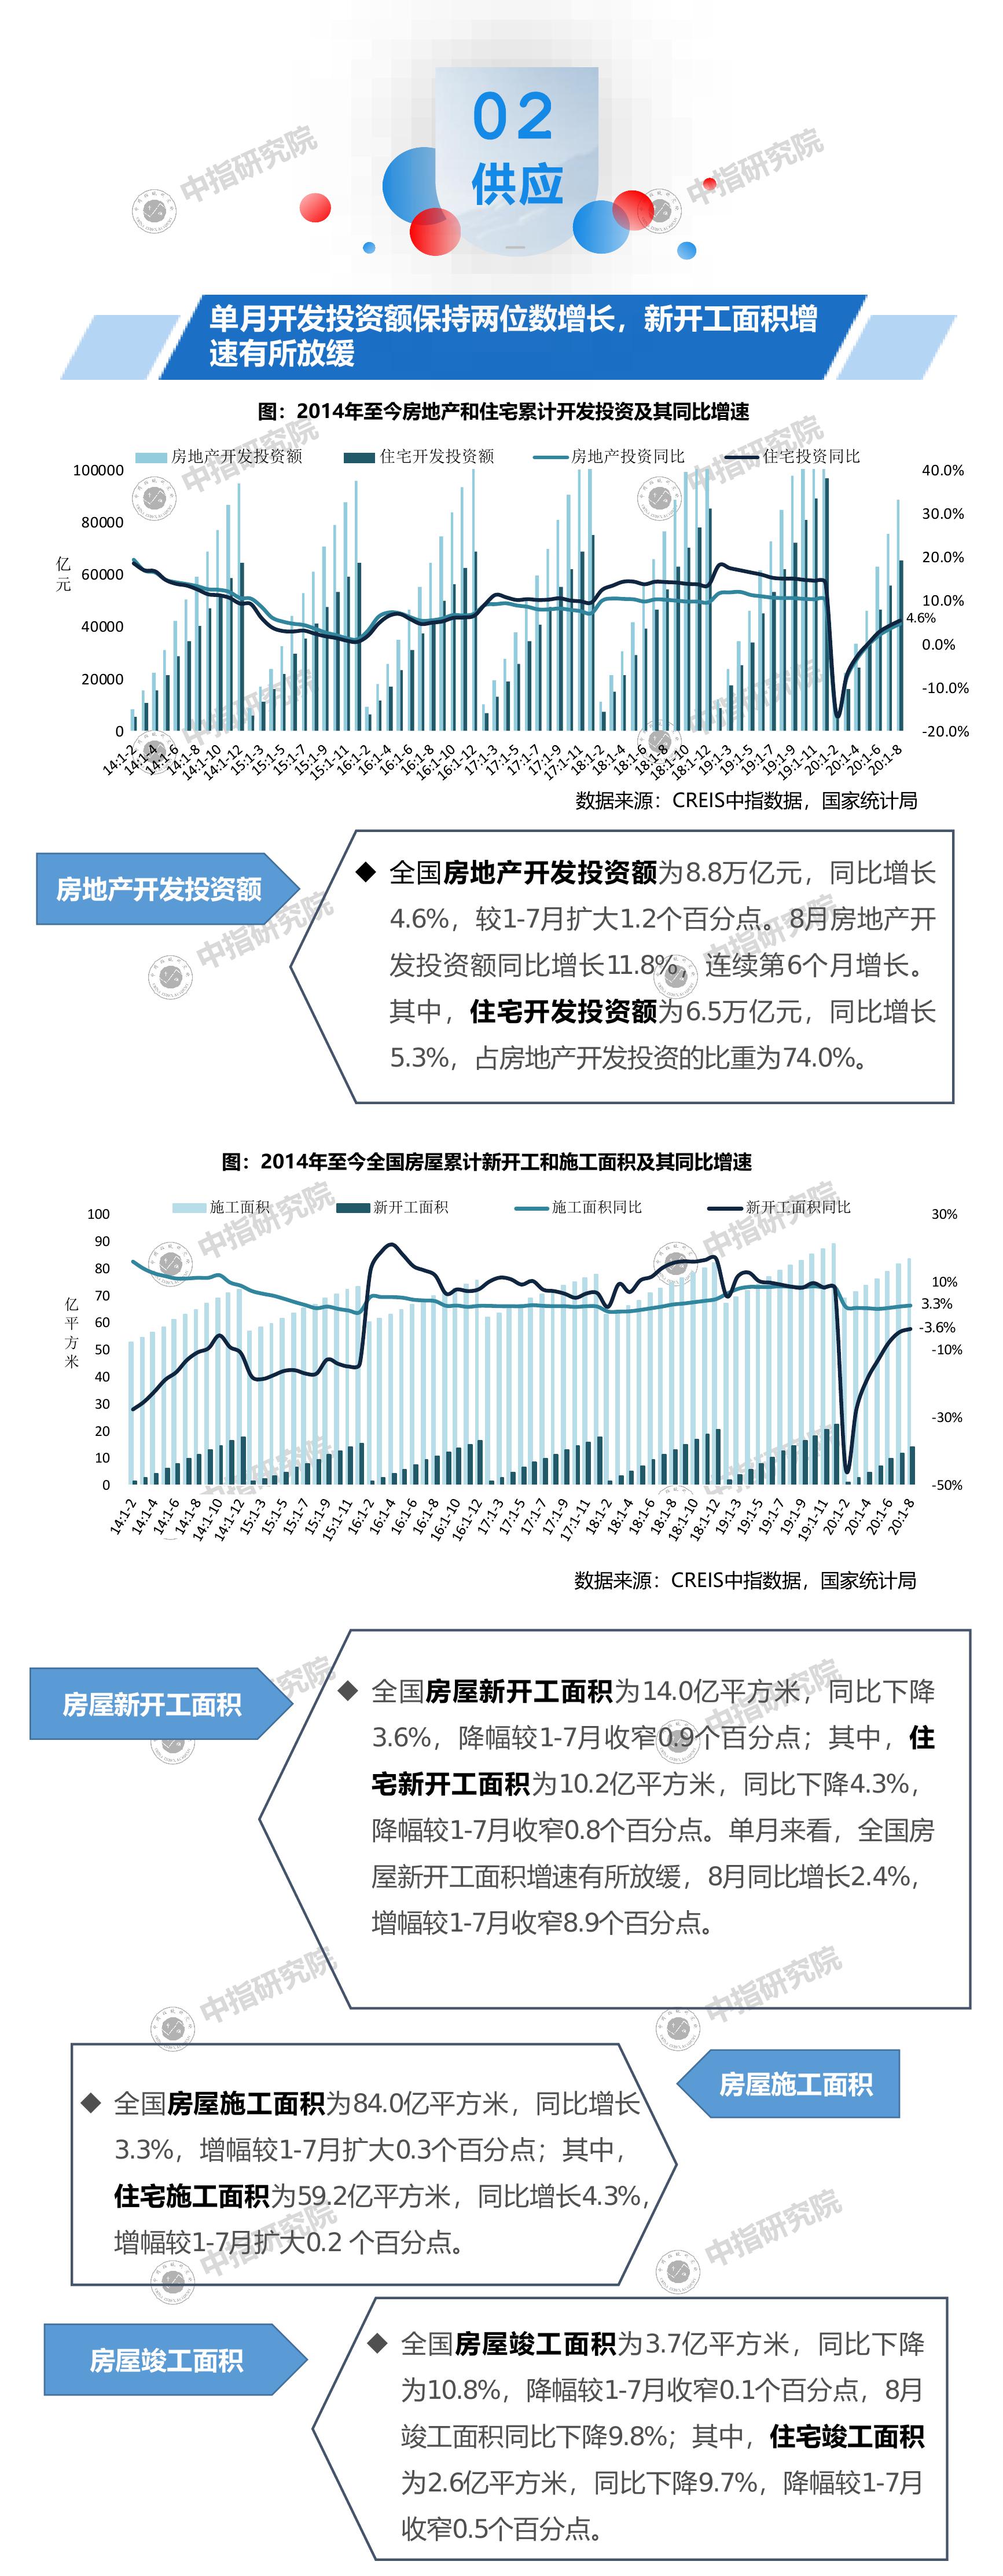 02
供应
单月开发投资额保持两位数增长，新开工面积增
速有所放缓
图：2014年至今房地产和住宅累计开发投资及其同比增速
房地产开发投资额 住宅开发投资额 房地产投资同比 住宅投资同比
亿元
100000
80000
60000
40000
20000
0
40.0%
30.0%
20.0%
10.0%
4.6%
0.0%
-10.0%
-20.0%
14:1-2 14:1-4 14:1-6 14:1-8 14:1-10 14:1-12 15:1-3 15:1-5 15:1-7 15:1-9 15:1-11 16:1-2 16:1-4 16:1-6 16:1-8 16:1-10 16:1-12 17:1-3 17:1-5 17:1-7 17:1-9 17:1-11 18:1-2 18:1-4 18:1-6 18:1-8 18:1-10 18:1-12 19:1-3 19:1-5 19:1-7 19:1-9 19:1-11 20:1-2 20:1-4 20:1-6 20:1-8
数据来源：CREIS中指数据，国家统计局
房地产开发投资额
◆ 全国房地产开发投资额为8.8万亿元，同比增长
4.6%，较1-7月扩大1.2个百分点。8月房地产开
发投资额同比增长11.8%，连续第6个月增长。
其中，住宅开发投资额为6.5万亿元，同比增长
5.3%，占房地产开发投资的比重为74.0%。
图：2014年至今全国房屋累计新开工和施工面积及其同比增速
施工面积 新开工面积 施工面积同比 新开工面积同比
亿平方米
100
90
80
70
60
50
40
30
20
10
0
30%
10%
3.3%
-3.6%
-10%
-30%
-50%
14:1-2 14:1-4 14:1-6 14:1-8 14:1-10 14:1-12 15:1-3 15:1-5 15:1-7 15:1-9 15:1-11 16:1-2 16:1-4 16:1-6 16:1-8 16:1-10 16:1-12 17:1-3 17:1-5 17:1-7 17:1-9 17:1-11 18:1-2 18:1-4 18:1-6 18:1-8 18:1-10 18:1-12 19:1-3 19:1-5 19:1-7 19:1-9 19:1-11 20:1-2 20:1-4 20:1-6 20:1-8
数据来源：CREIS中指数据，国家统计局
房屋新开工面积
◆ 全国房屋新开工面积为14.0亿平方米，同比下降
3.6%，降幅较1-7月收窄0.9个百分点；其中，住
宅新开工面积为10.2亿平方米，同比下降4.3%，
降幅较1-7月收窄0.8个百分点。单月来看，全国房
屋新开工面积增速有所放缓，8月同比增长2.4%，
增幅较1-7月收窄8.9个百分点。
房屋施工面积
◆ 全国房屋施工面积为84.0亿平方米，同比增长
3.3%，增幅较1-7月扩大0.3个百分点；其中，
住宅施工面积为59.2亿平方米，同比增长4.3%，
增幅较1-7月扩大0.2 个百分点。
房屋竣工面积
◆ 全国房屋竣工面积为3.7亿平方米，同比下降
为10.8%，降幅较1-7月收窄0.1个百分点，8月
竣工面积同比下降9.8%；其中，住宅竣工面积
为2.6亿平方米，同比下降9.7%，降幅较1-7月
收窄0.5个百分点。
中指研究院